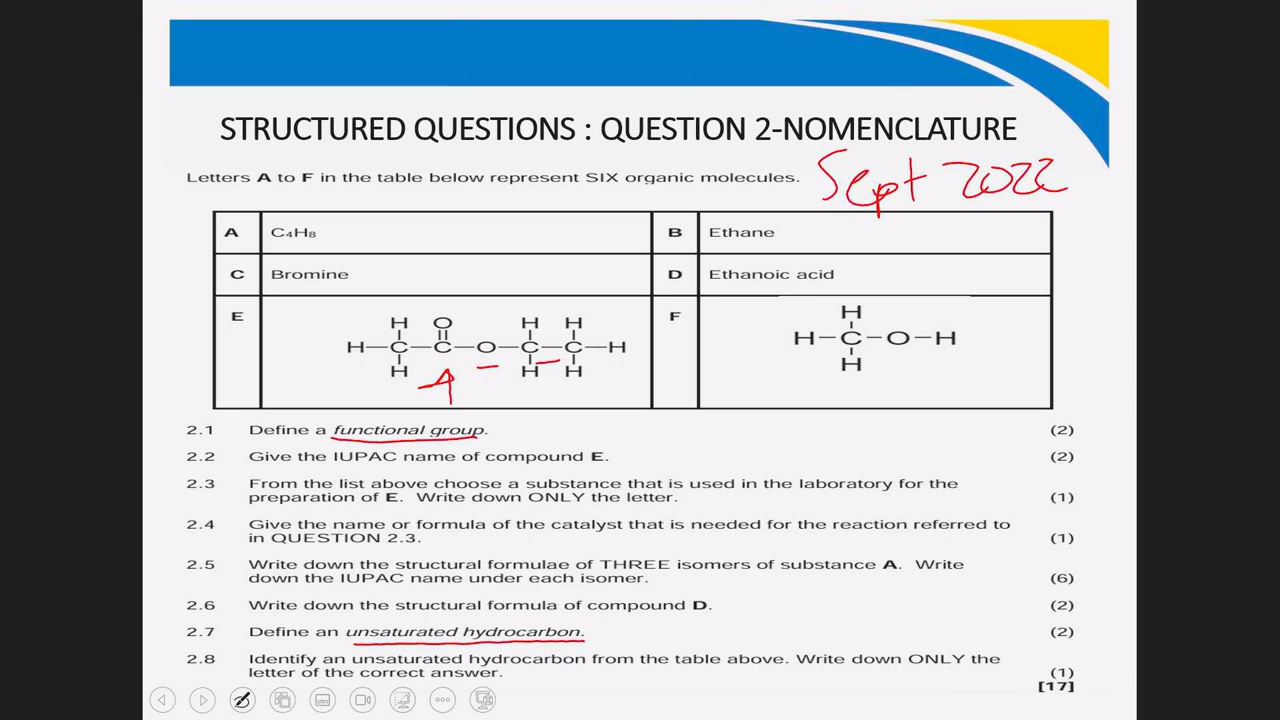 STRUCTURED QUESTIONS : QUESTION 2-NOMENCLATURE
Letters A to F in the table below represent SIX organic molecules. Sept 2022
A C₄H₈ B Ethane
C Bromine D Ethanoic acid
E F
H O H H
H—C—C—O—C—C—H
H H H
H
H—C—O—H
H
2.1 Define a functional group. (2)
2.2 Give the IUPAC name of compound E. (2)
2.3 From the list above choose a substance that is used in the laboratory for the
preparation of E. Write down ONLY the letter. (1)
2.4 Give the name or formula of the catalyst that is needed for the reaction referred to
in QUESTION 2.3. (1)
2.5 Write down the structural formulae of THREE isomers of substance A. Write
down the IUPAC name under each isomer. (6)
2.6 Write down the structural formula of compound D. (2)
2.7 Define an unsaturated hydrocarbon. (2)
2.8 Identify an unsaturated hydrocarbon from the table above. Write down ONLY the
letter of the correct answer. (1)
[17]